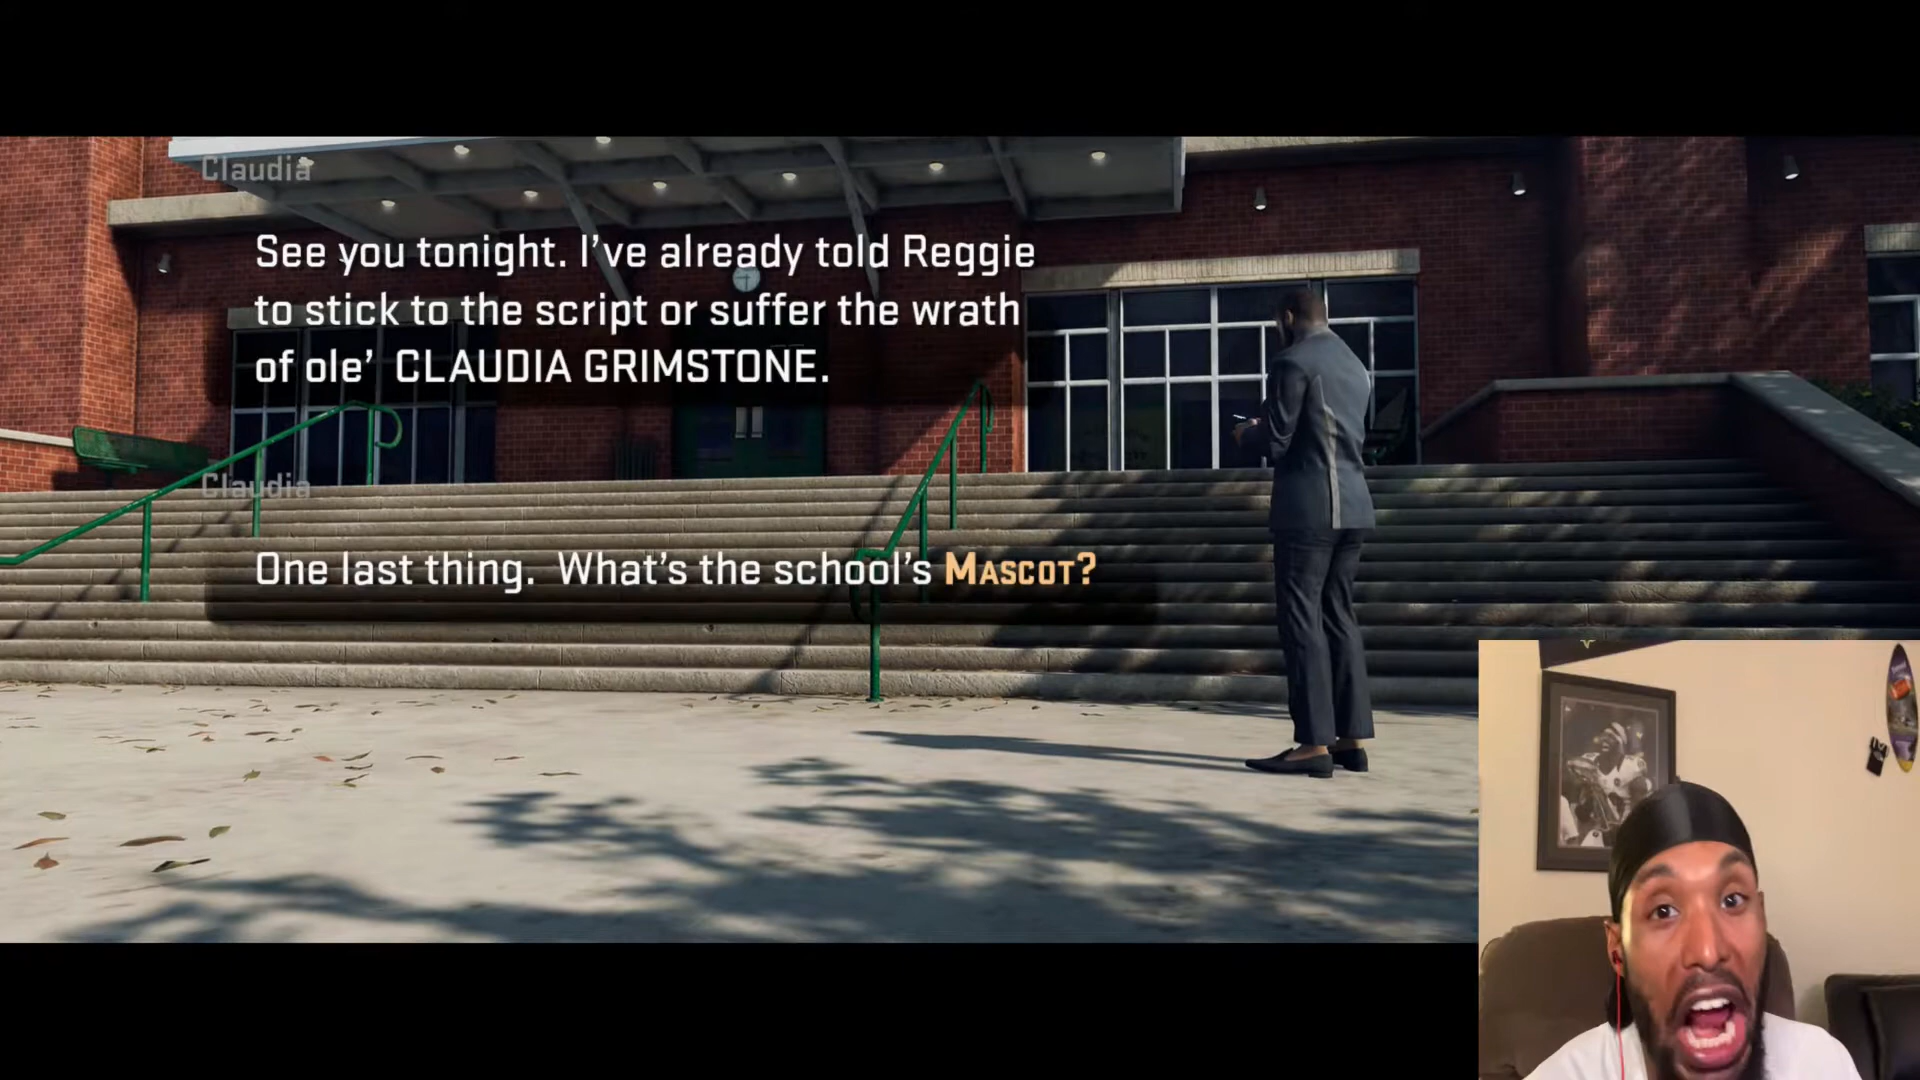 Claudia
See you tonight. I've already told Reggie
to stick to the script or suffer the wrath
of ole' CLAUDIA GRIMSTONE.
Claudia
One last thing. What's the school's MASCOT?